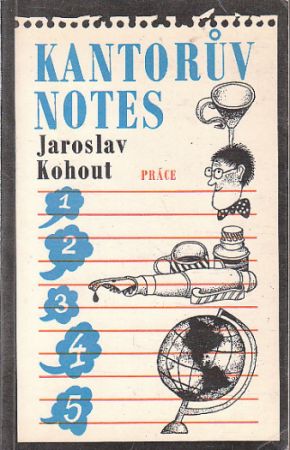 KANTORŮV
NOTES
Jaroslav
Kohout
PRÁCE
1
2
3
4
5